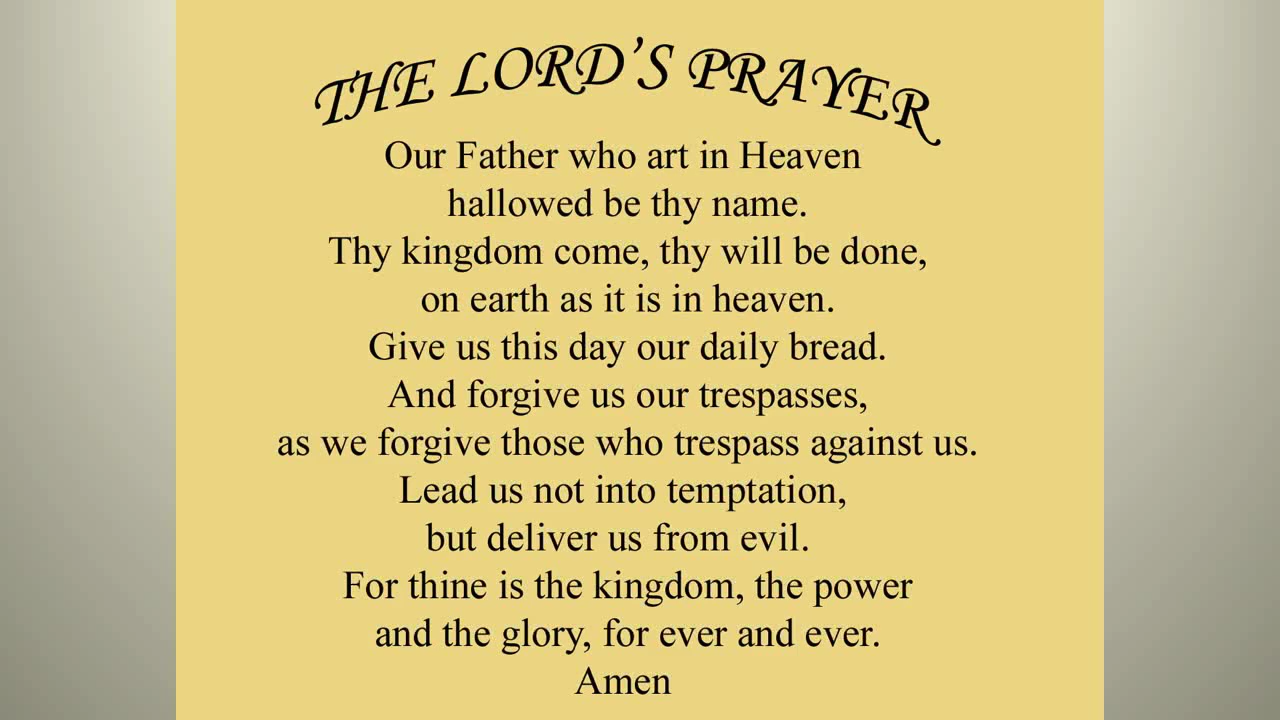 THE LORD’S PRAYER
Our Father who art in Heaven
hallowed be thy name.
Thy kingdom come, thy will be done,
on earth as it is in heaven.
Give us this day our daily bread.
And forgive us our trespasses,
as we forgive those who trespass against us.
Lead us not into temptation,
but deliver us from evil.
For thine is the kingdom, the power
and the glory, for ever and ever.
Amen